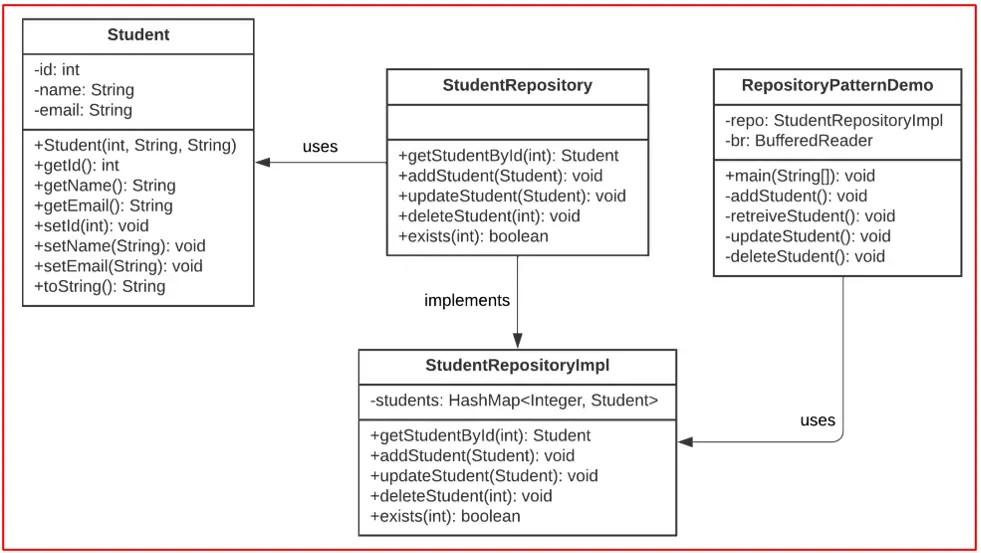 Student
-id: int
-name: String
-email: String
+Student(int, String, String)
+getId(): int
+getName(): String
+getEmail(): String
+setId(int): void
+setName(String): void
+setEmail(String): void
+toString(): String
uses
StudentRepository
+getStudentById(int): Student
+addStudent(Student): void
+updateStudent(Student): void
+deleteStudent(int): void
+exists(int): boolean
RepositoryPatternDemo
-repo: StudentRepositoryImpl
-br: BufferedReader
+main(String[]): void
-addStudent(): void
-retreiveStudent(): void
-updateStudent(): void
-deleteStudent(): void
implements
uses
StudentRepositoryImpl
-students: HashMap<Integer, Student>
+getStudentById(int): Student
+addStudent(Student): void
+updateStudent(Student): void
+deleteStudent(int): void
+exists(int): boolean